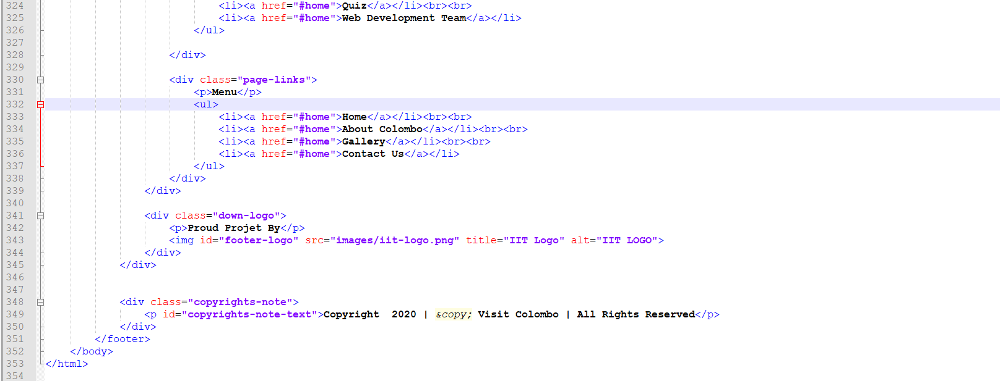 324 <li><a href="#home">Quiz</a></li><br><br>
325 <li><a href="#home">Web Development Team</a></li>
326 </ul>
327
328 </div>
329
330 <div class="page-links">
331 <p>Menu</p>
332 <ul>
333 <li><a href="#home">Home</a></li><br><br>
334 <li><a href="#home">About Colombo</a></li><br><br>
335 <li><a href="#home">Gallery</a></li><br><br>
336 <li><a href="#home">Contact Us</a></li>
337 </ul>
338 </div>
339 </div>
340
341 <div class="down-logo">
342 <p>Proud Projet By</p>
343 <img id="footer-logo" src="images/iit-logo.png" title="IIT Logo" alt="IIT LOGO">
344 </div>
345 </div>
346
347
348 <div class="copyrights-note">
349 <p id="copyrights-note-text">Copyright  2020 | &copy; Visit Colombo | All Rights Reserved</p>
350 </div>
351 </footer>
352 </body>
353 </html>
354